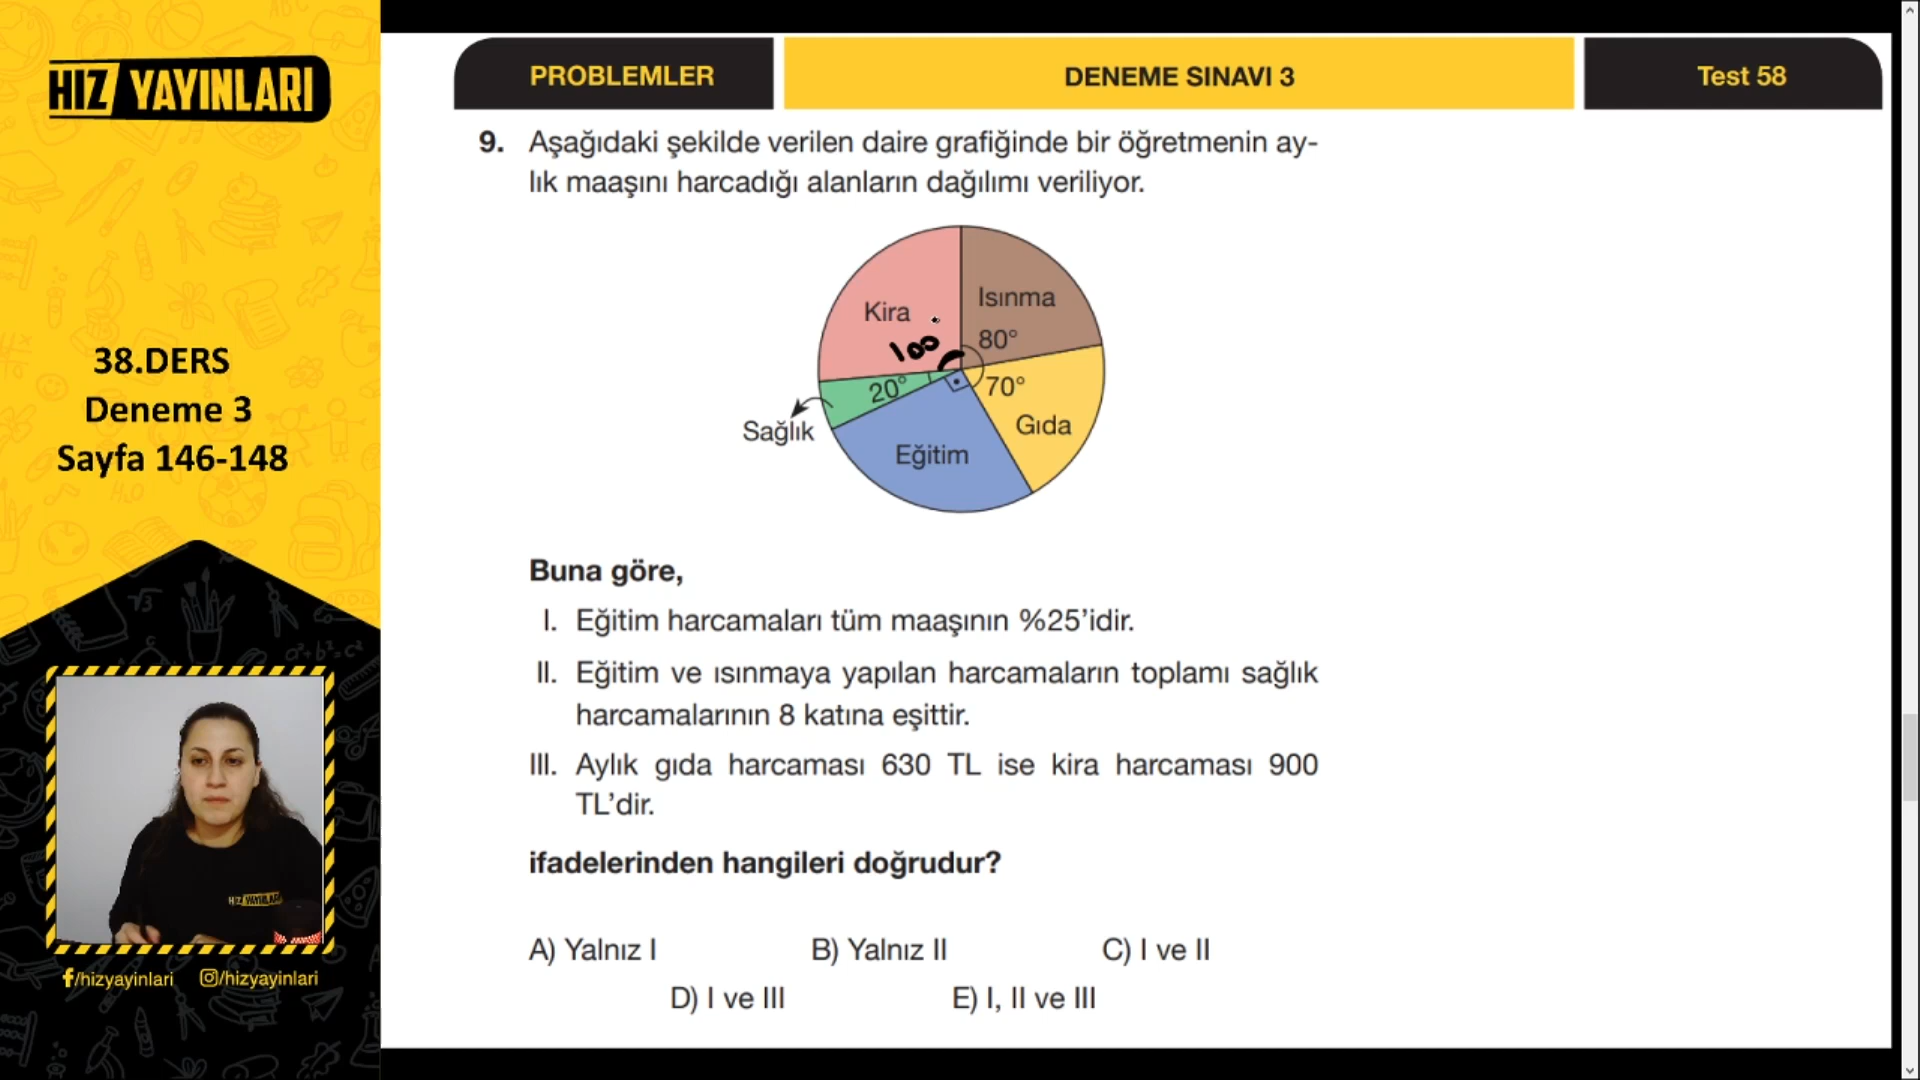 HIZ YAYINLARI
38.DERS
Deneme 3
Sayfa 146-148
HIZ YAYINLARI
/hizyayinlari /hizyayinlari
PROBLEMLER DENEME SINAVI 3 Test 58
9. Aşağıdaki şekilde verilen daire grafiğinde bir öğretmenin ay-
lık maaşını harcadığı alanların dağılımı veriliyor.
Kira Isınma
100 80°
20° 70°
Sağlık Gıda
Eğitim
Buna göre,
I. Eğitim harcamaları tüm maaşının %25'idir.
II. Eğitim ve ısınmaya yapılan harcamaların toplamı sağlık
harcamalarının 8 katına eşittir.
III. Aylık gıda harcaması 630 TL ise kira harcaması 900
TL'dir.
ifadelerinden hangileri doğrudur?
A) Yalnız I B) Yalnız II C) I ve II
D) I ve III E) I, II ve III